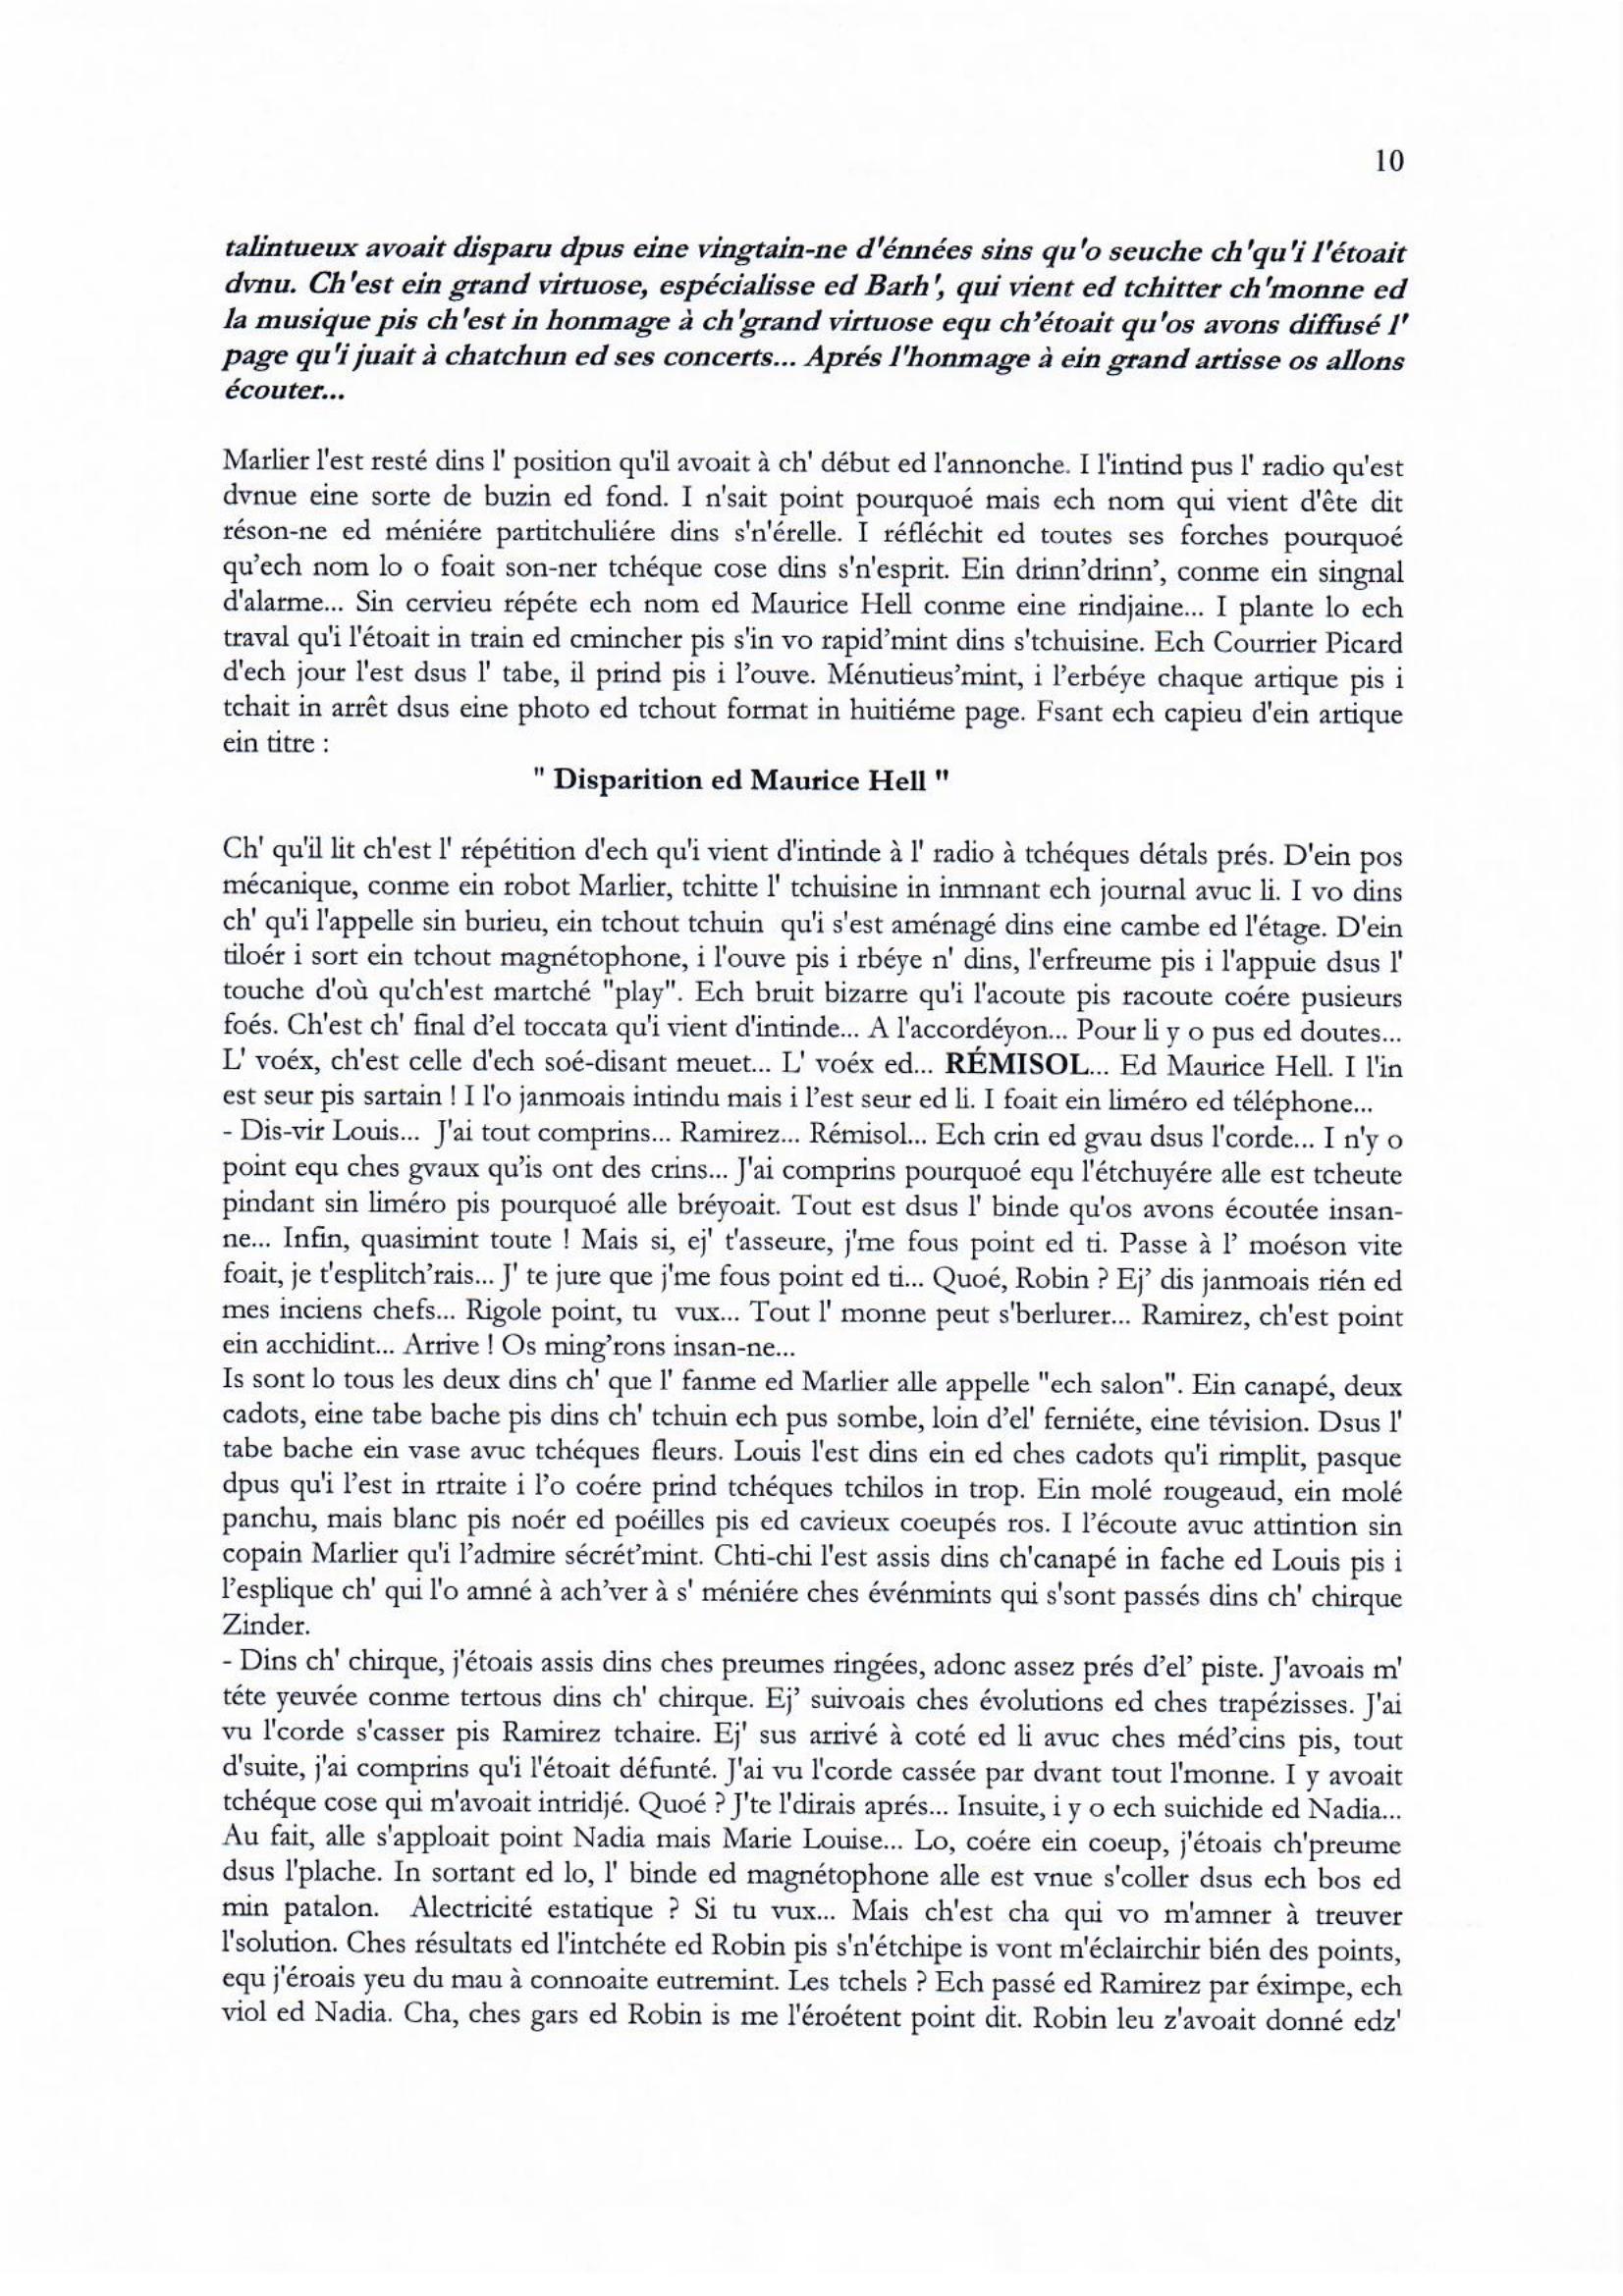 10
talintueux avoait disparu dpus eine vingtain-ne d'énnées sins qu'o seuche ch'qu'i l'étoait
dvnu. Ch'est ein grand virtuose, espécialisse ed Barh', qui vient ed tchitter ch'monne ed
la musique pis ch'est in honmage à ch'grand virtuose equ ch’étoait qu'os avons diffusé l'
page qu'i juait à chatchun ed ses concerts... Aprés l'honmage à ein grand artisse os allons
écouter...
Marlier l'est resté dins l' position qu'il avoait à ch' début ed l'annonche. I l'intind pus l' radio qu'est
dvnue eine sorte de buzin ed fond. I n'sait point pourquoé mais ech nom qui vient d'ête dit
réson-ne ed méniére partitchuliére dins s'n'érelle. I réfléchit ed toutes ses forches pourquoé
qu’ech nom lo o foait son-ner tchéque cose dins s'n'esprit. Ein drinn’drinn’, conme ein singnal
d'alarme... Sin cervieu répéte ech nom ed Maurice Hell conme eine rindjaine... I plante lo ech
traval qu'i l'étoait in train ed cmincher pis s'in vo rapid’mint dins s'tchuisine. Ech Courrier Picard
d'ech jour l'est dsus l' tabe, il prind pis i l’ouve. Ménutieus’mint, i l’erbéye chaque artique pis i
tchait in arrêt dsus eine photo ed tchout format in huitiéme page. Fsant ech capieu d'ein artique
ein titre :
" Disparition ed Maurice Hell "
Ch' qu'il lit ch'est l' répétition d'ech qu'i vient d'intinde à l' radio à tchéques détals prés. D'ein pos
mécanique, conme ein robot Marlier, tchitte l' tchuisine in inmnant ech journal avuc li. I vo dins
ch' qu'i l'appelle sin burieu, ein tchout tchuin qu'i s'est aménagé dins eine cambe ed l'étage. D'ein
tiloér i sort ein tchout magnétophone, i l'ouve pis i rbéye n' dins, l'erfreume pis i l'appuie dsus l'
touche d'où qu'ch'est martché "play". Ech bruit bizarre qu'i l'acoute pis racoute coére pusieurs
foés. Ch'est ch' final d’el toccata qu'i vient d'intinde... A l'accordéyon... Pour li y o pus ed doutes...
L' voéx, ch'est celle d'ech soé-disant meuet... L' voéx ed... RÉMISOL... Ed Maurice Hell. I l'in
est seur pis sartain ! I l'o janmoais intindu mais i l’est seur ed li. I foait ein liméro ed téléphone...
- Dis-vir Louis... J'ai tout comprins... Ramirez... Rémisol... Ech crin ed gvau dsus l'corde... I n'y o
point equ ches gvaux qu’is ont des crins... J'ai comprins pourquoé equ l'étchuyére alle est tcheute
pindant sin liméro pis pourquoé alle bréyoait. Tout est dsus l' binde qu'os avons écoutée insan-
ne... Infin, quasimint toute ! Mais si, ej' t'asseure, j'me fous point ed ti. Passe à l’ moéson vite
foait, je t'esplitch’rais... J' te jure que j'me fous point ed ti... Quoé, Robin ? Ej’ dis janmoais rién ed
mes inciens chefs... Rigole point, tu vux... Tout l' monne peut s'berlurer... Ramirez, ch'est point
ein acchidint... Arrive ! Os ming’rons insan-ne...
Is sont lo tous les deux dins ch' que l' fanme ed Marlier alle appelle "ech salon". Ein canapé, deux
cadots, eine tabe bache pis dins ch' tchuin ech pus sombe, loin d’el' ferniéte, eine tévision. Dsus l'
tabe bache ein vase avuc tchéques fleurs. Louis l'est dins ein ed ches cadots qu'i rimplit, pasque
dpus qu'i l’est in rtraite i l’o coére prind tchéques tchilos in trop. Ein molé rougeaud, ein molé
panchu, mais blanc pis noér ed poéilles pis ed cavieux coeupés ros. I l’écoute avuc attintion sin
copain Marlier qu'i l’admire sécrét’mint. Chti-chi l'est assis dins ch'canapé in fache ed Louis pis i
l’esplique ch' qui l'o amné à ach’ver à s' méniére ches événmints qui s'sont passés dins ch' chirque
Zinder.
- Dins ch' chirque, j'étoais assis dins ches preumes ringées, adonc assez prés d’el’ piste. J'avoais m'
téte yeuvée conme tertous dins ch' chirque. Ej’ suivoais ches évolutions ed ches trapézisses. J'ai
vu l'corde s'casser pis Ramirez tchaire. Ej' sus arrivé à coté ed li avuc ches méd’cins pis, tout
d'suite, j'ai comprins qu'i l'étoait défunté. J'ai vu l'corde cassée par dvant tout l'monne. I y avoait
tchéque cose qui m'avoait intridjé. Quoé ? J'te l'dirais aprés... Insuite, i y o ech suichide ed Nadia...
Au fait, alle s'apploait point Nadia mais Marie Louise... Lo, coére ein coeup, j'étoais ch'preume
dsus l'plache. In sortant ed lo, l' binde ed magnétophone alle est vnue s'coller dsus ech bos ed
min patalon. Alectricité estatique ? Si tu vux... Mais ch'est cha qui vo m'amner à treuver
l'solution. Ches résultats ed l'intchéte ed Robin pis s'n'étchipe is vont m'éclairchir bién des points,
equ j'éroais yeu du mau à connoaite eutremint. Les tchels ? Ech passé ed Ramirez par éximpe, ech
viol ed Nadia. Cha, ches gars ed Robin is me l'éroétent point dit. Robin leu z'avoait donné edz'